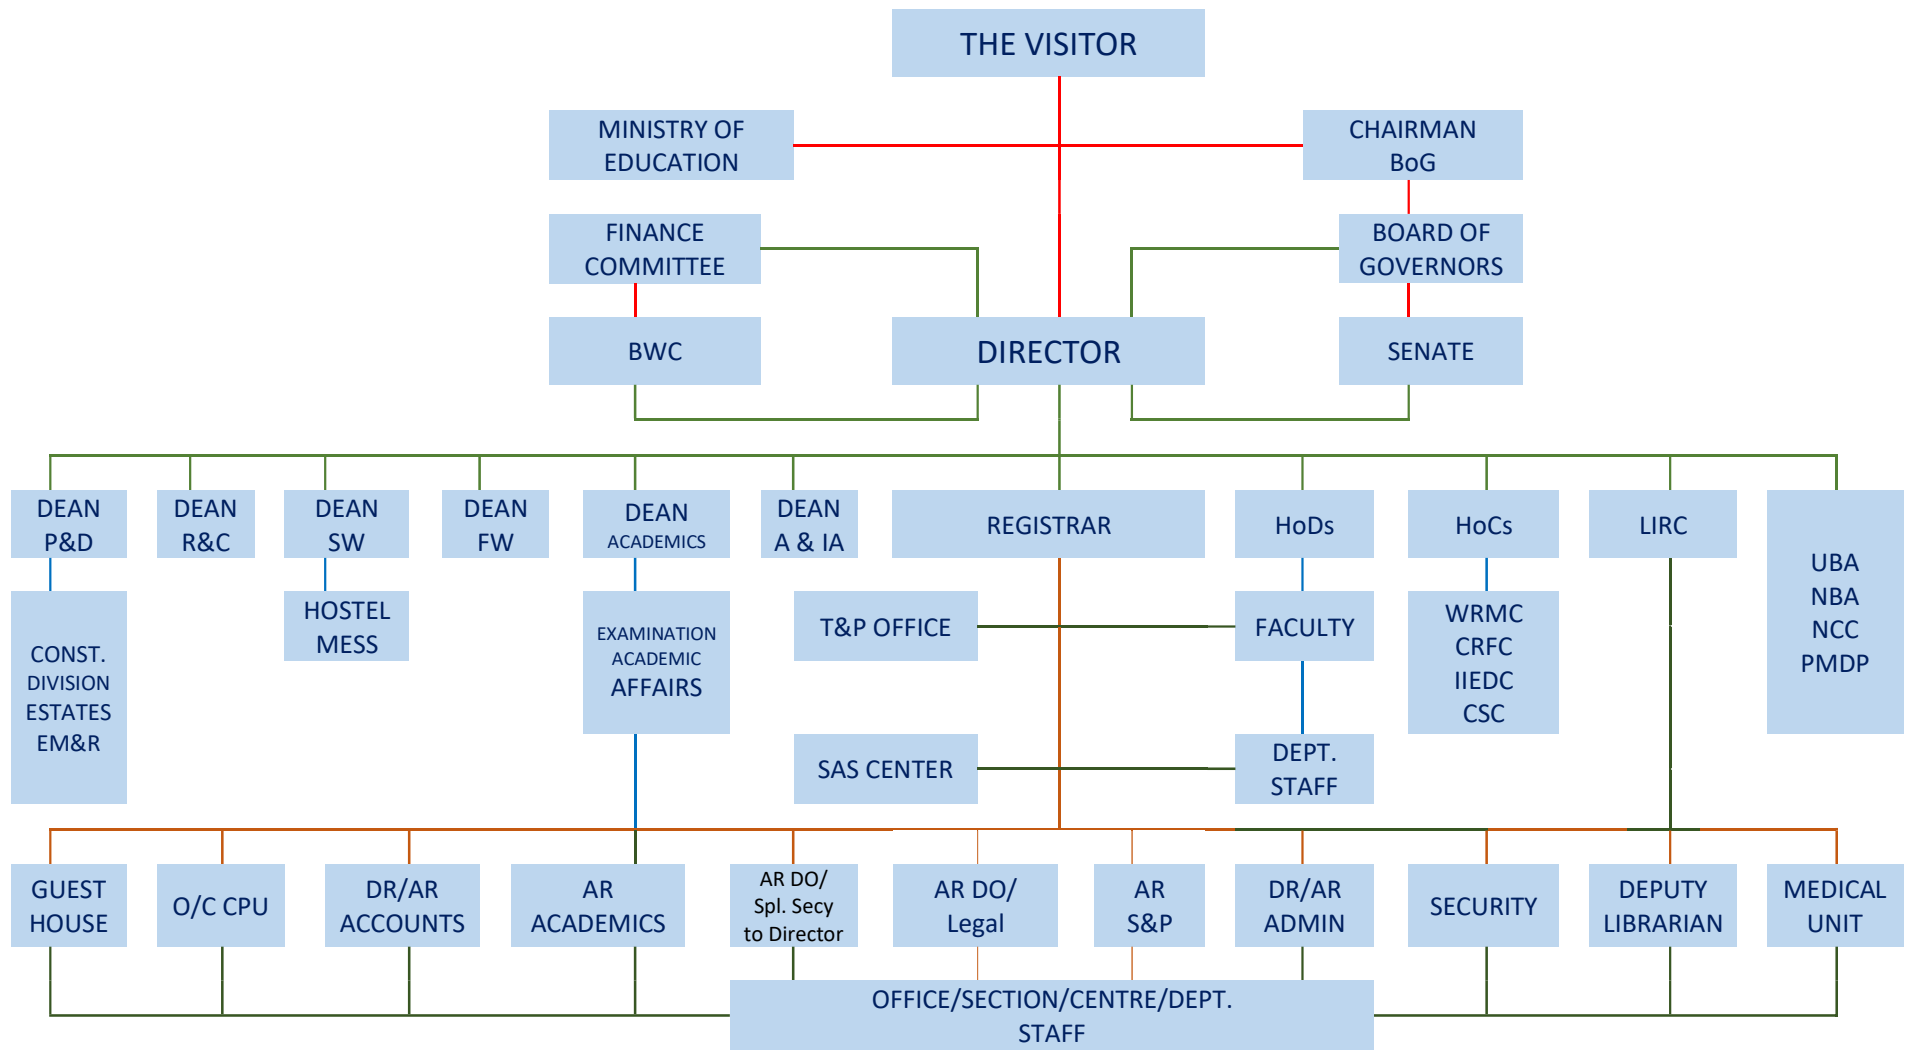 THE VISITOR
MINISTRY OF
EDUCATION
CHAIRMAN
BoG
FINANCE
COMMITTEE
BOARD OF
GOVERNORS
BWC
DIRECTOR
SENATE
DEAN
P&D
DEAN
R&C
DEAN
SW
DEAN
FW
DEAN
ACADEMICS
DEAN
A & IA
REGISTRAR
HoDs
HoCs
LIRC
UBA
NBA
NCC
PMDP
CONST.
DIVISION
ESTATES
EM&R
HOSTEL
MESS
EXAMINATION
ACADEMIC
AFFAIRS
T&P OFFICE
FACULTY
WRMC
CRFC
IIEDC
CSC
SAS CENTER
DEPT.
STAFF
GUEST
HOUSE
O/C CPU
DR/AR
ACCOUNTS
AR
ACADEMICS
AR DO/
Spl. Secy
to Director
AR DO/
Legal
AR
S&P
DR/AR
ADMIN
SECURITY
DEPUTY
LIBRARIAN
MEDICAL
UNIT
OFFICE/SECTION/CENTRE/DEPT.
STAFF